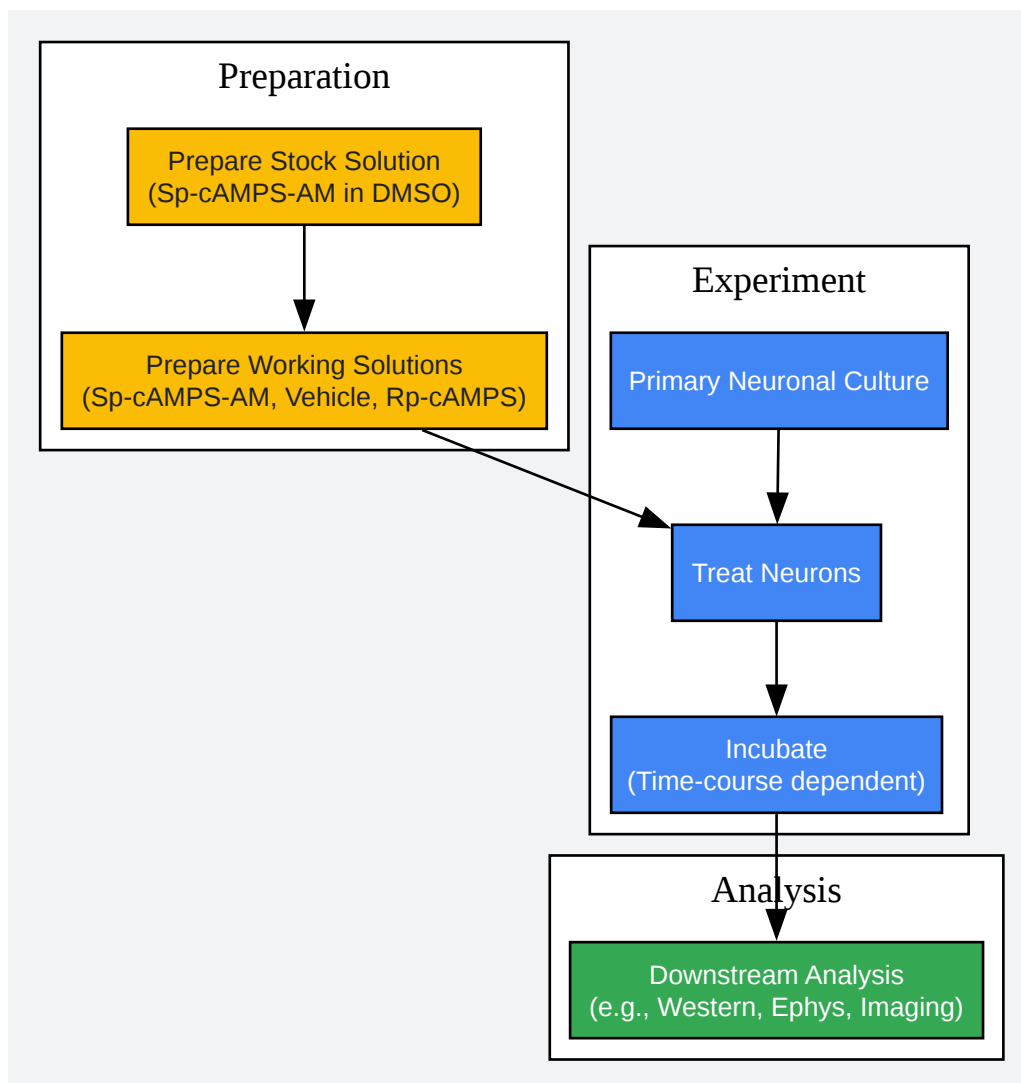 Preparation
Prepare Stock Solution
(Sp-cAMPS-AM in DMSO)
Prepare Working Solutions
(Sp-cAMPS-AM, Vehicle, Rp-cAMPS)
Experiment
Primary Neuronal Culture
Treat Neurons
Incubate
(Time-course dependent)
Analysis
Downstream Analysis
(e.g., Western, Ephys, Imaging)